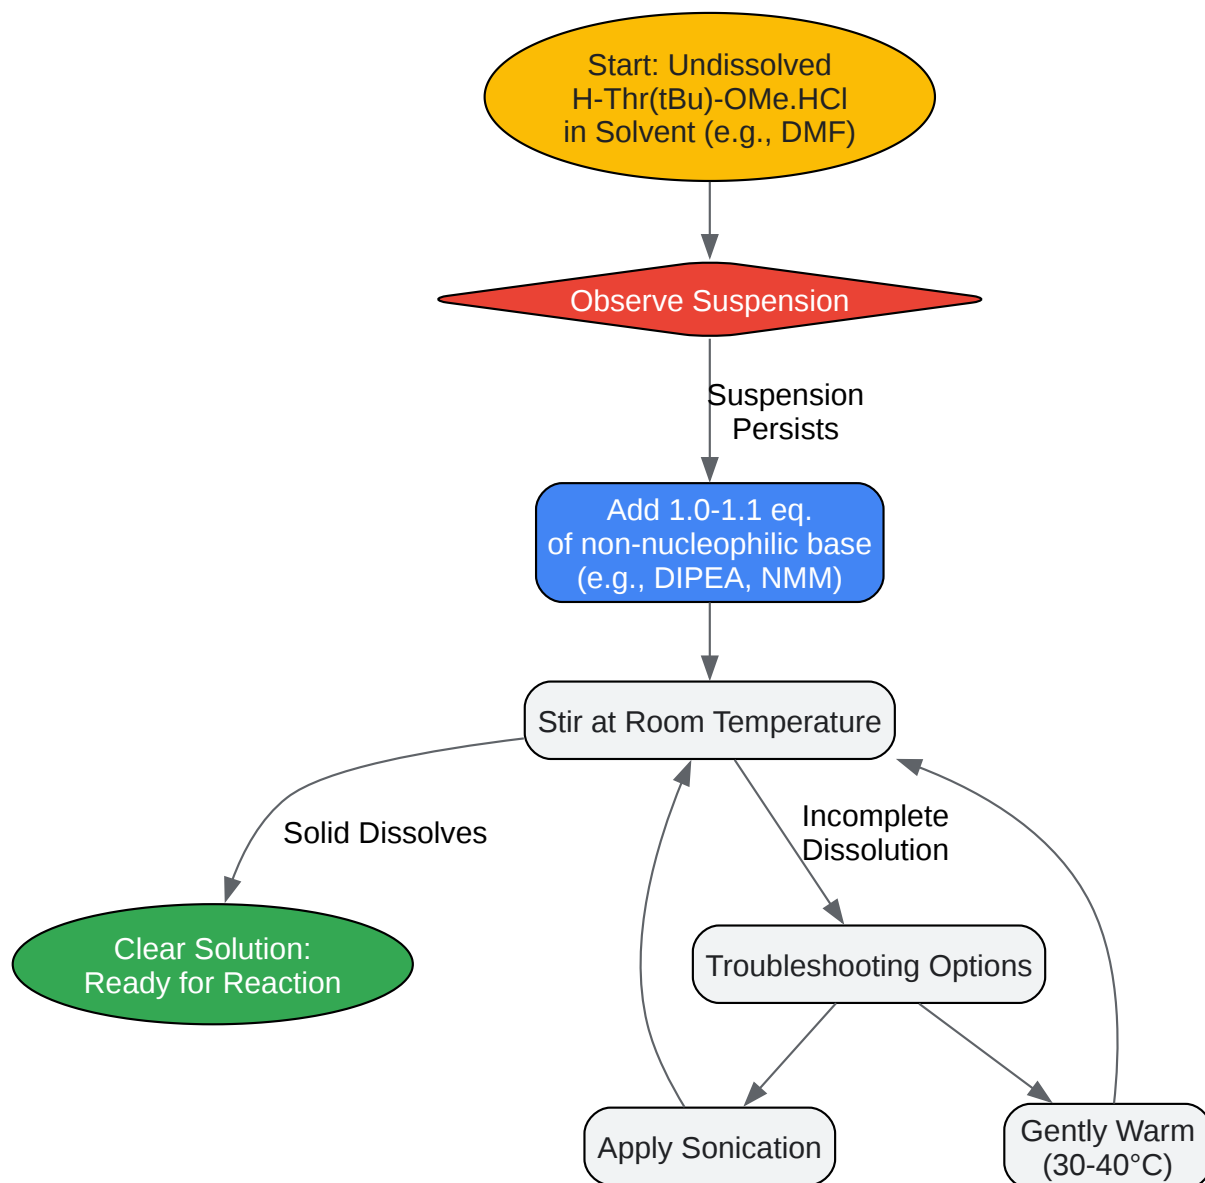 Start: Undissolved
H-Thr(tBu)-OMe.HCl
in Solvent (e.g., DMF)
Observe Suspension
Suspension
Persists
Add 1.0-1.1 eq.
of non-nucleophilic base
(e.g., DIPEA, NMM)
Stir at Room Temperature
Solid Dissolves
Incomplete
Dissolution
Clear Solution:
Ready for Reaction
Troubleshooting Options
Apply Sonication
Gently Warm
(30-40°C)